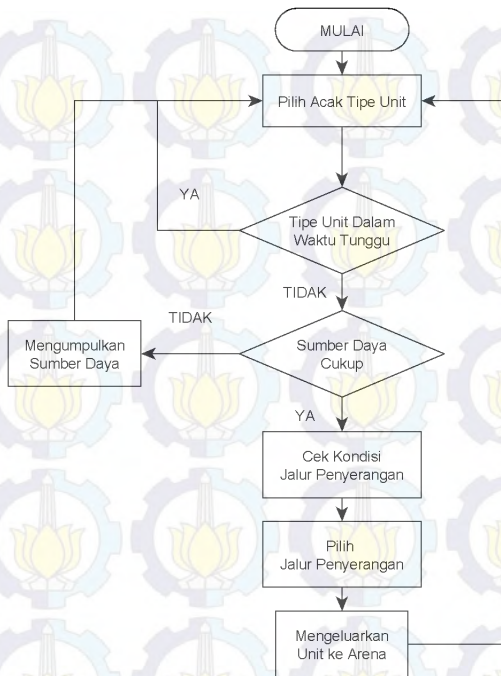 MULAI
Pilih Acak Tipe Unit
YA
Tipe Unit Dalam
Waktu Tunggu
TIDAK
TIDAK
Mengumpulkan
Sumber Daya
Sumber Daya
Cukup
YA
Cek Kondisi
Jalur Penyerangan
Pilih
Jalur Penyerangan
Mengeluarkan
Unit ke Arena